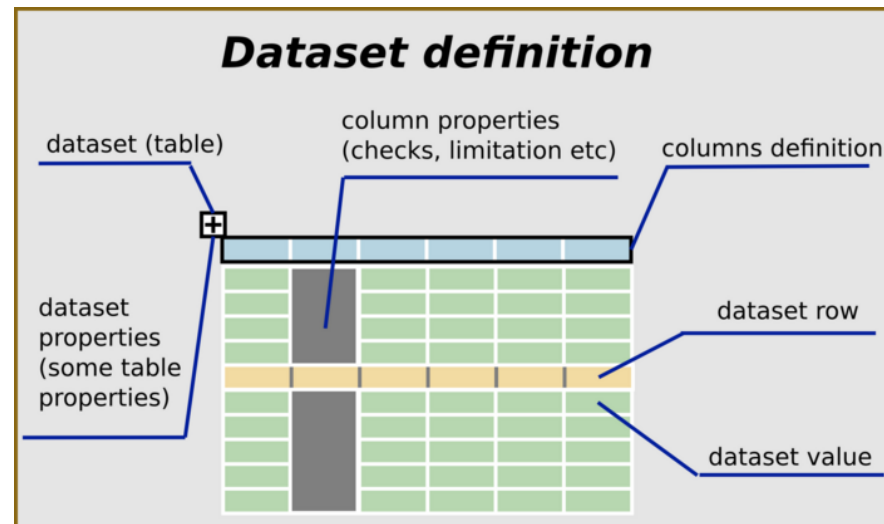 Dataset definition
dataset (table)
column properties
(checks, limitation etc)
columns definition
dataset
properties
(some table
properties)
dataset row
dataset value